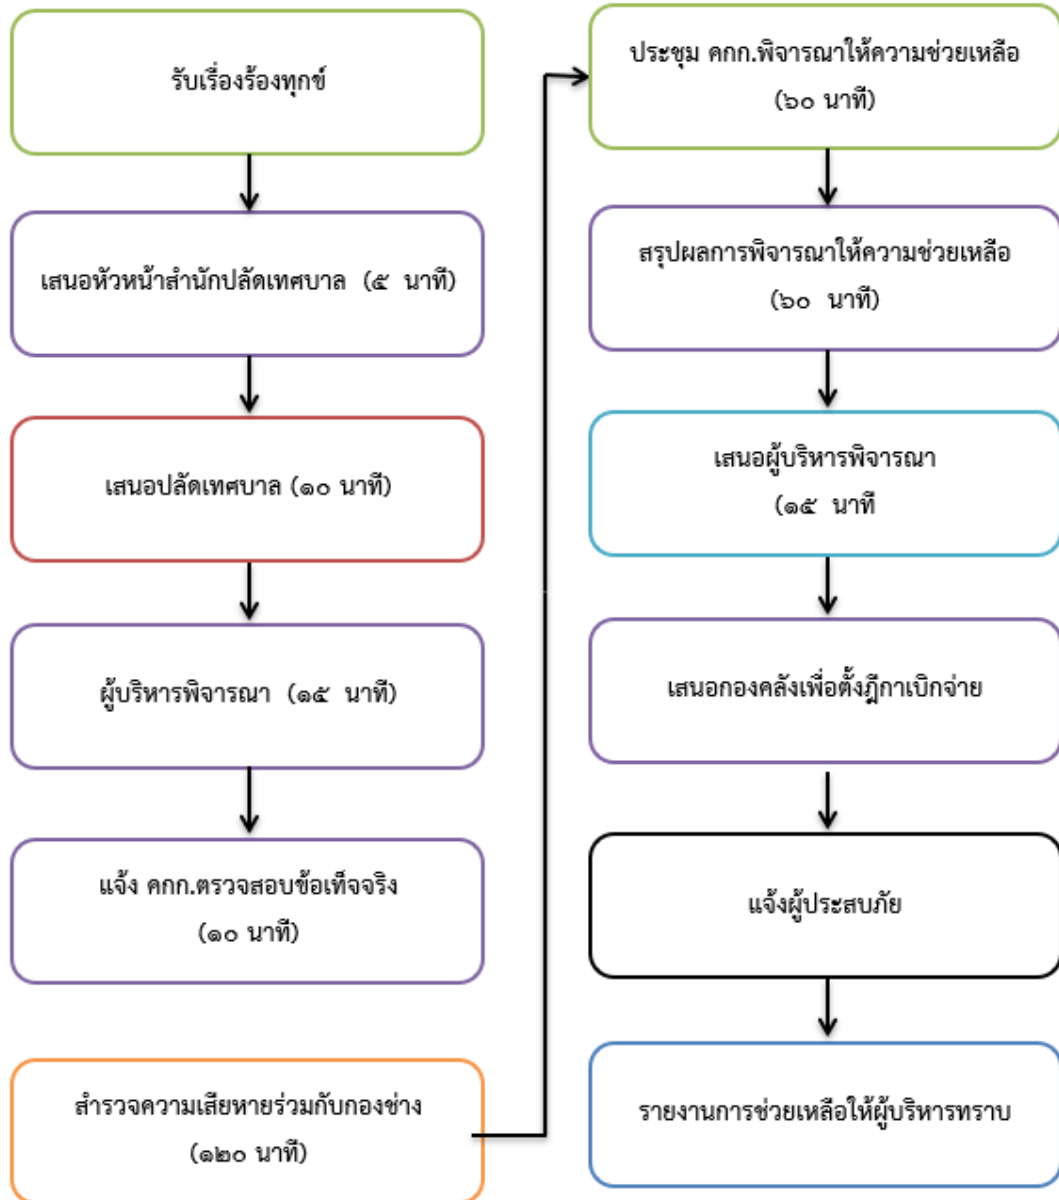 รับเรื่องร้องทุกข์
เสนอหัวหน้าสำนักปลัดเทศบาล (๕ นาที)
เสนอปลัดเทศบาล (๑๐ นาที)
ผู้บริหารพิจารณา (๑๕ นาที)
แจ้ง คกก.ตรวจสอบข้อเท็จจริง
(๑๐ นาที)
สำรวจความเสียหายร่วมกับกองช่าง
(๑๒๐ นาที)
ประชุม คกก.พิจารณาให้ความช่วยเหลือ
(๖๐ นาที)
สรุปผลการพิจารณาให้ความช่วยเหลือ
(๖๐ นาที)
เสนอผู้บริหารพิจารณา
(๑๕ นาที
เสนอกองคลังเพื่อตั้งฎีกาเบิกจ่าย
แจ้งผู้ประสบภัย
รายงานการช่วยเหลือให้ผู้บริหารทราบ